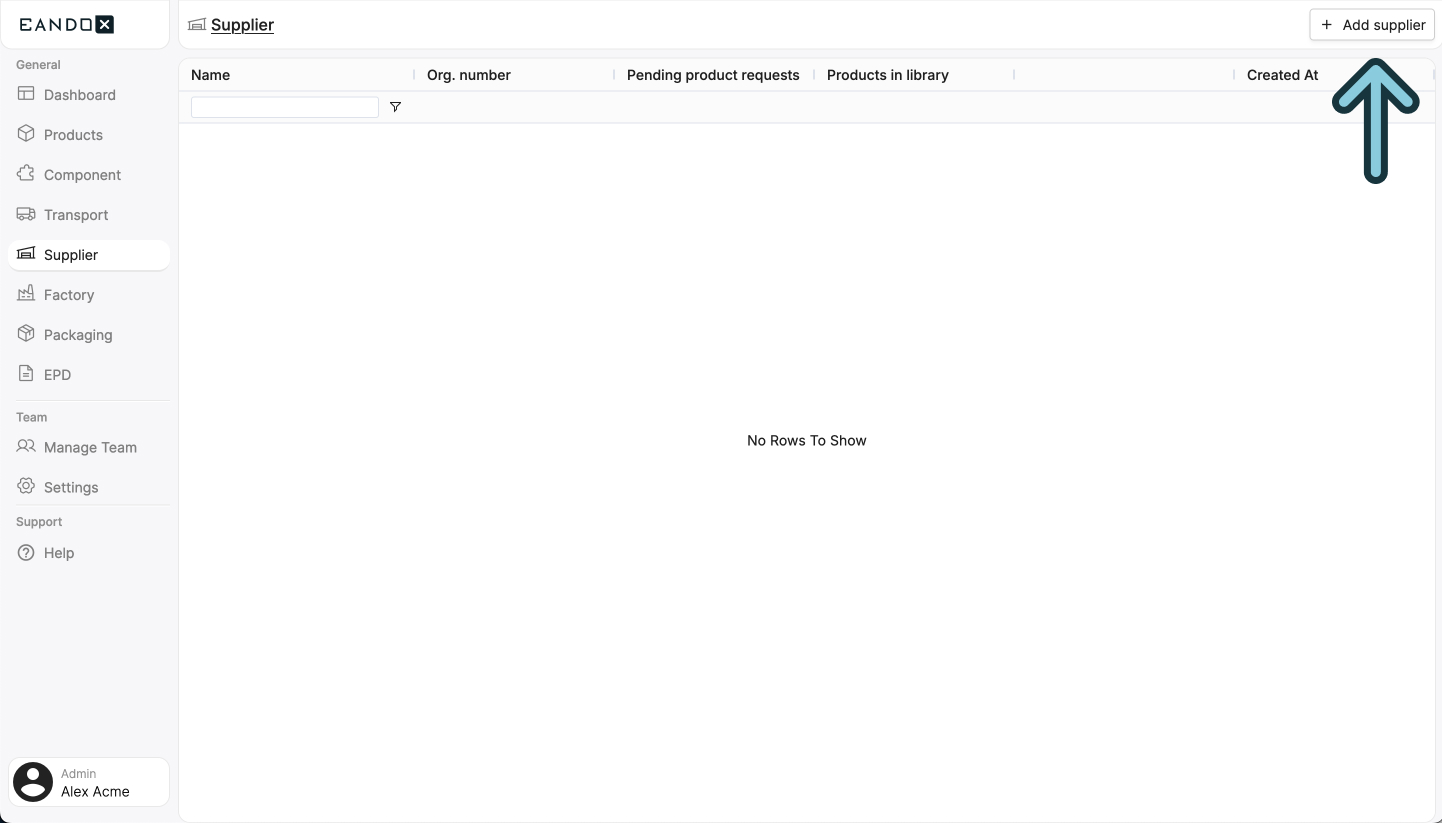 EANDOX
Supplier
+ Add supplier
General
Dashboard
Products
Component
Transport
Supplier
Factory
Packaging
EPD
Team
Manage Team
Settings
Support
Help
Admin
Alex Acme
Name Org. number Pending product requests Products in library Created At
No Rows To Show